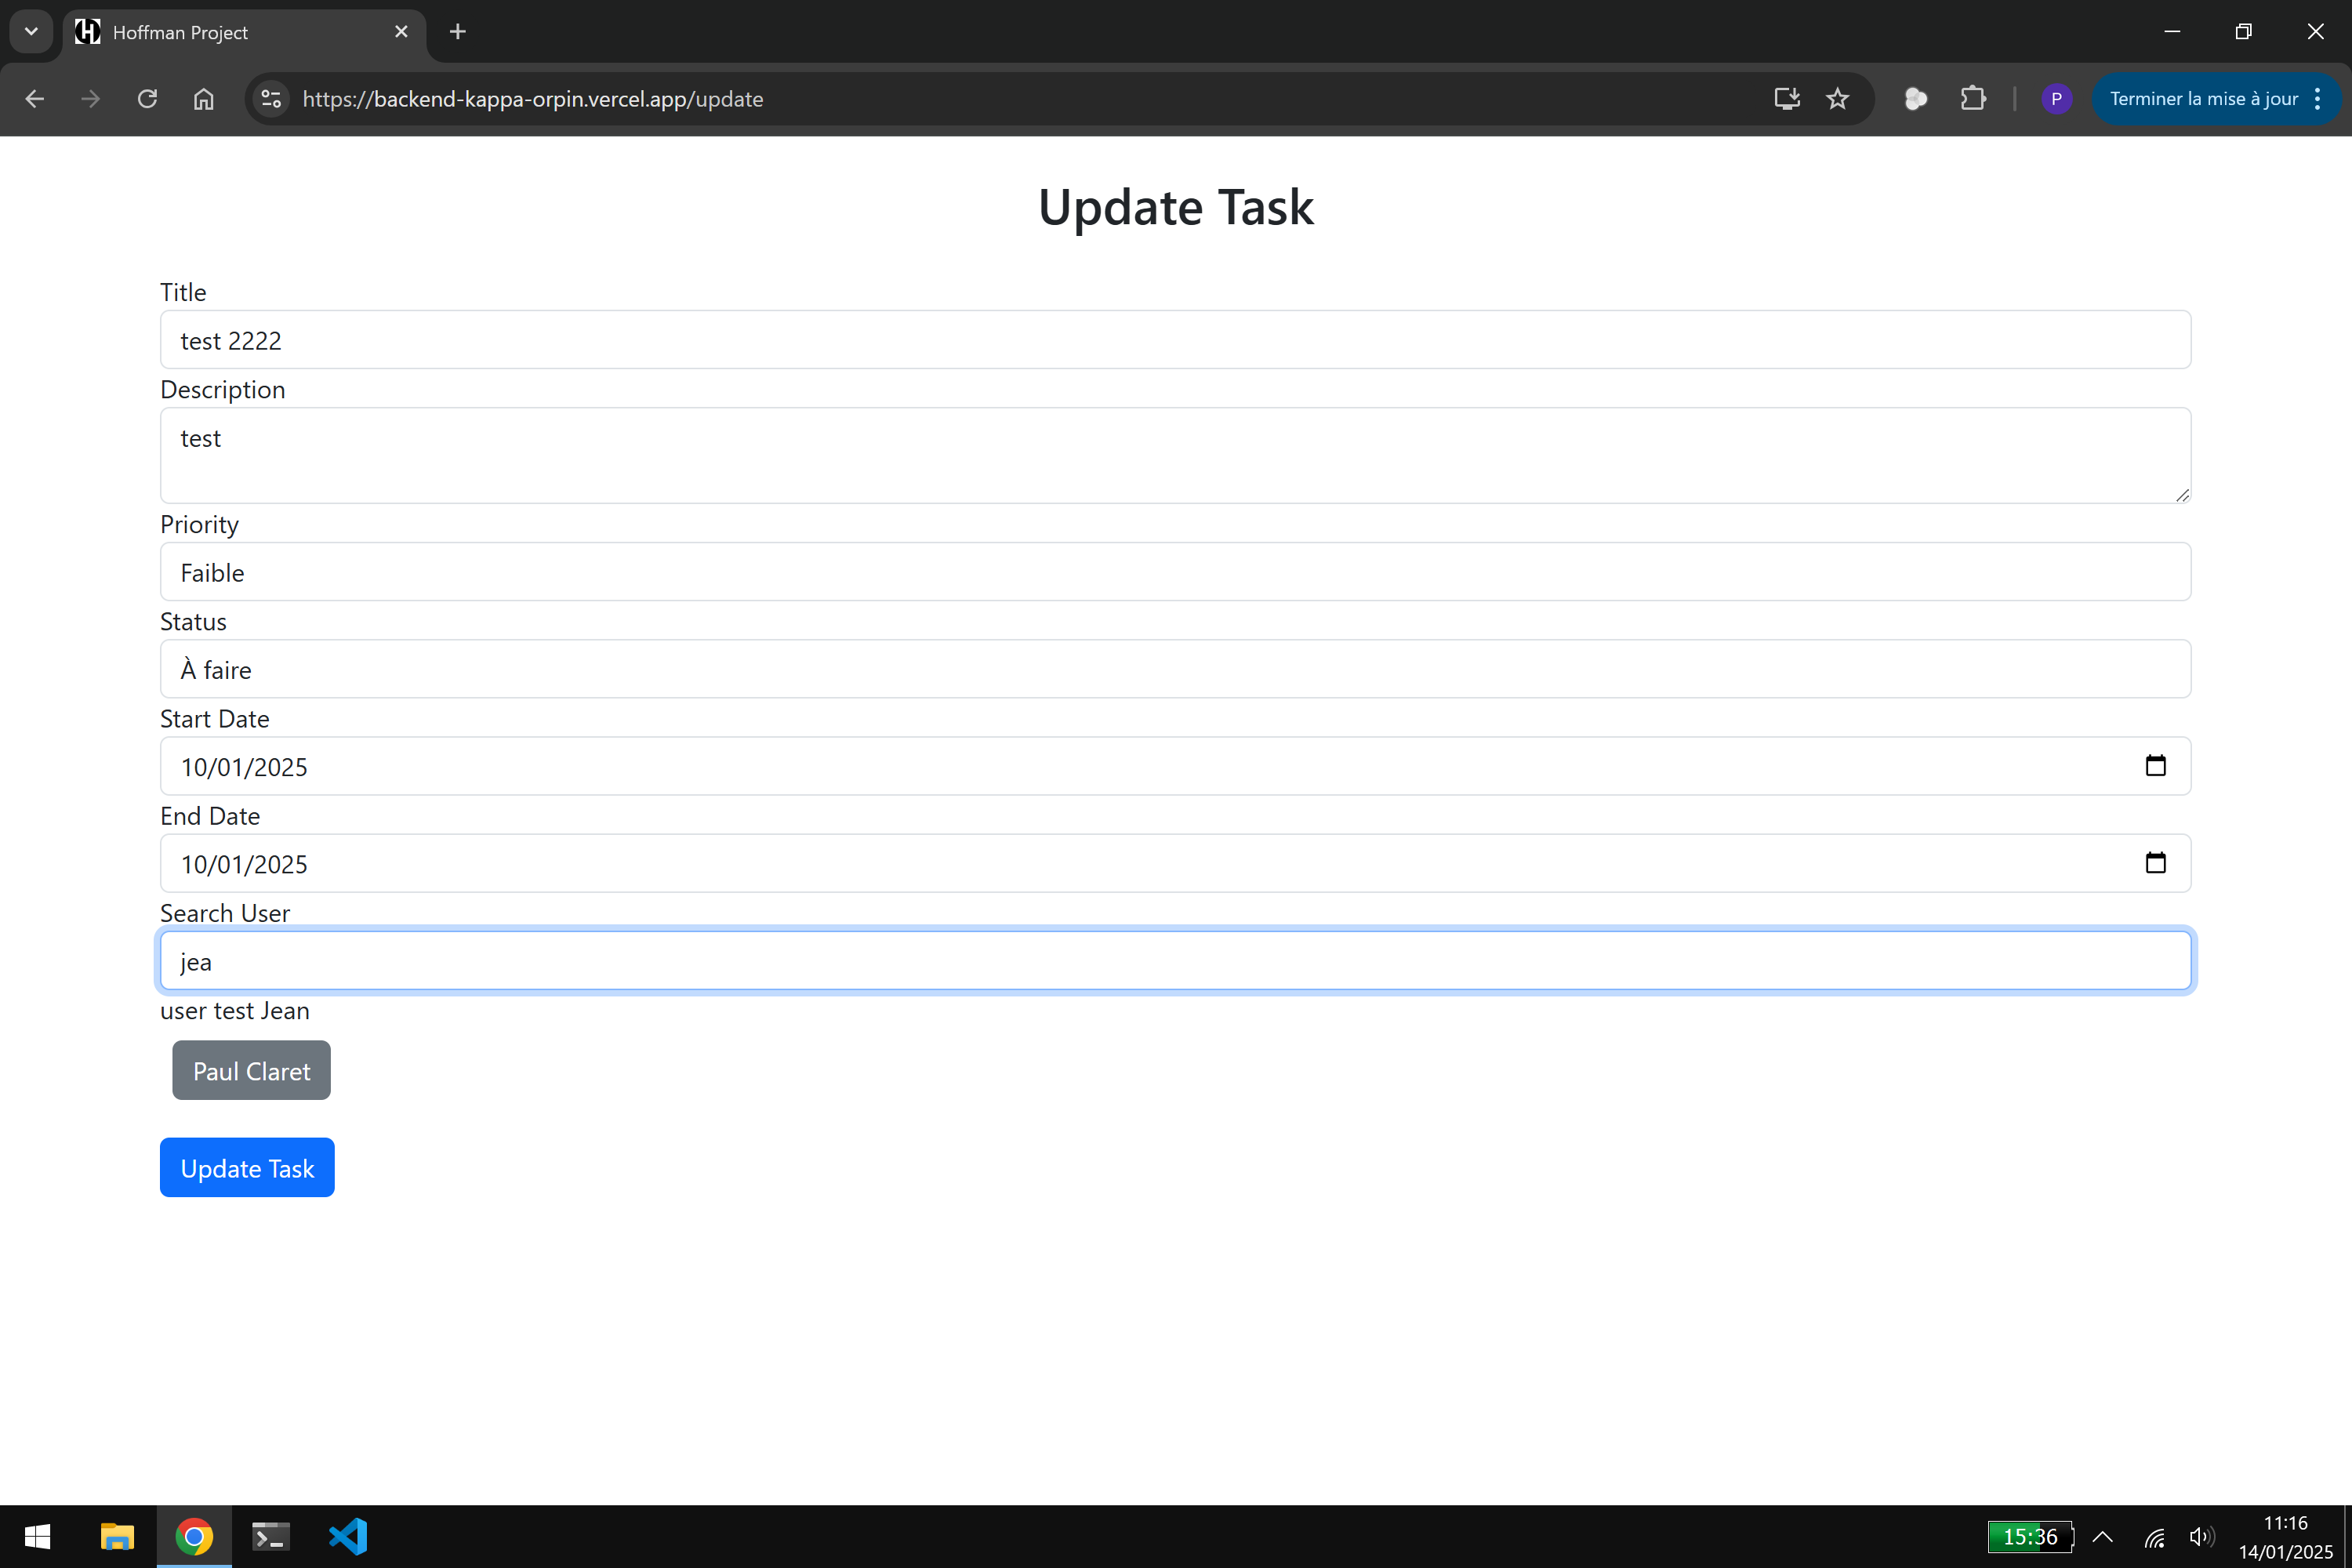 Hoffman Project
https://backend-kappa-orpin.vercel.app/update
P
Terminer la mise à jour
Update Task
Title
test 2222
Description
test
Priority
Faible
Status
À faire
Start Date
10/01/2025
End Date
10/01/2025
Search User
jea
user test Jean
Paul Claret
Update Task
15:36
11:16
14/01/2025